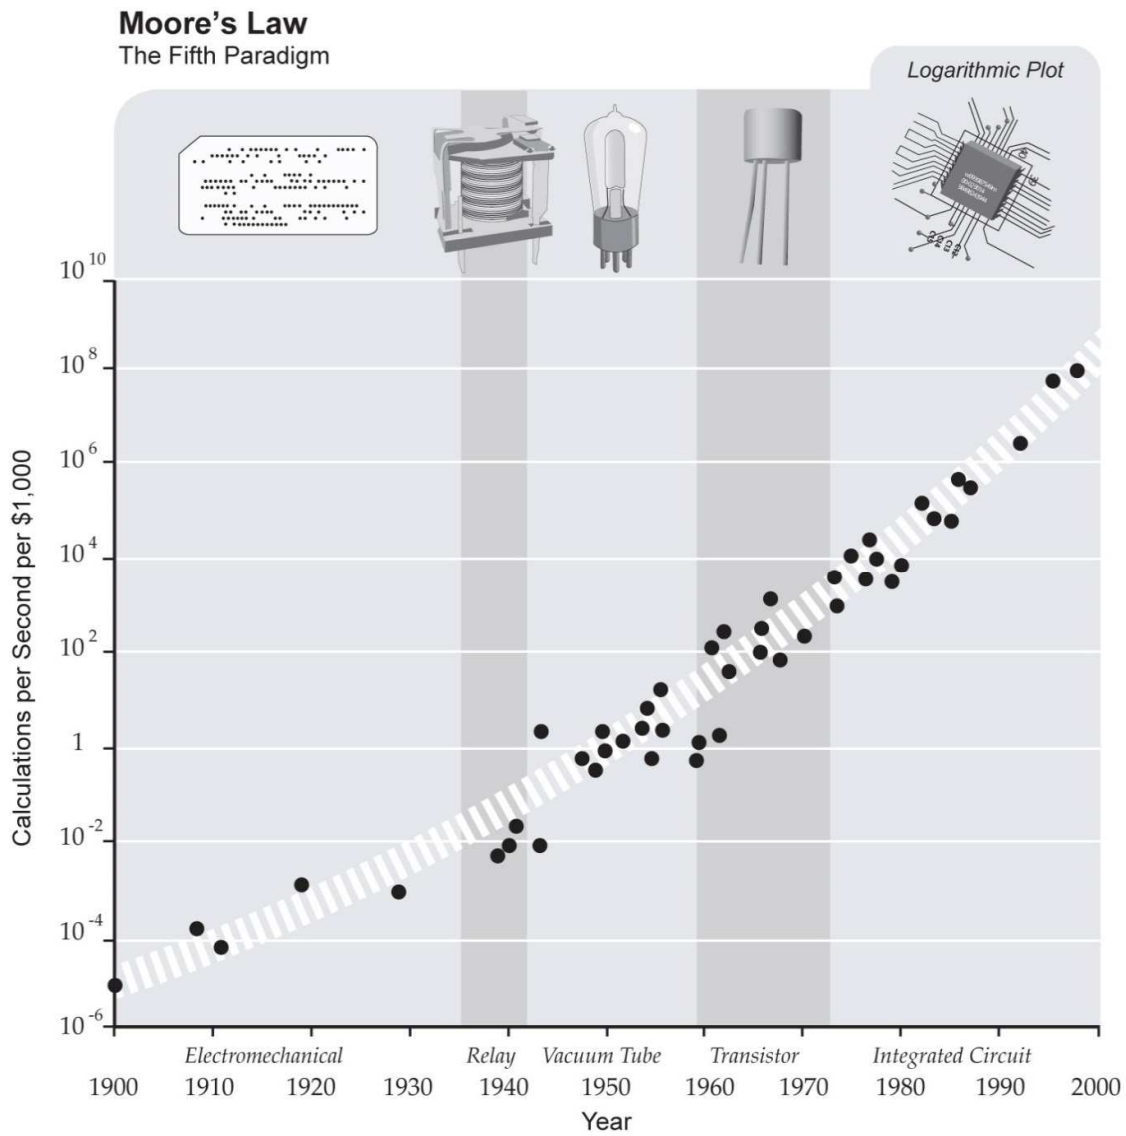 Moore's Law
The Fifth Paradigm
Logarithmic Plot
Calculations per Second per $1,000
10^10
10^8
10^6
10^4
10^2
1
10^-2
10^-4
10^-6
Electromechanical Relay Vacuum Tube Transistor Integrated Circuit
1900 1910 1920 1930 1940 1950 1960 1970 1980 1990 2000
Year